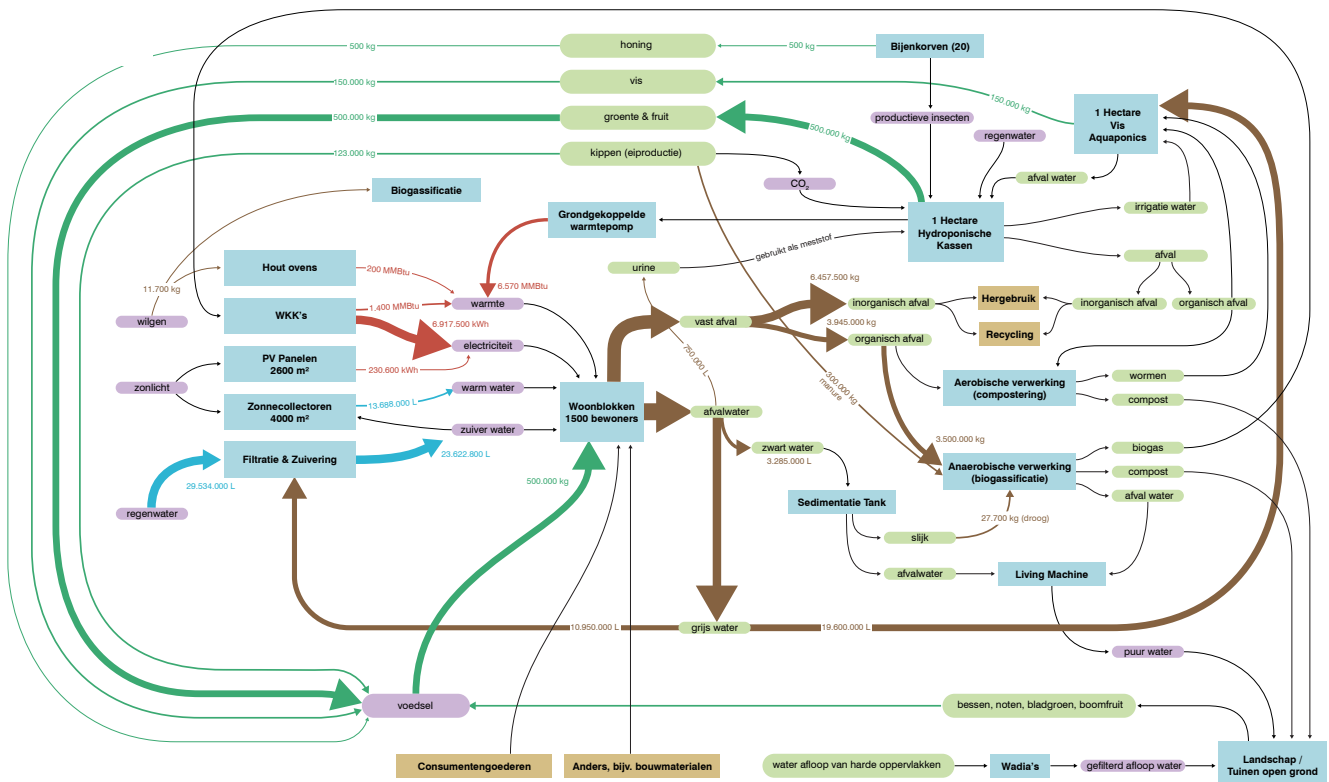 500 kg
honing
500 kg
Bijenkorven (20)
150.000 kg
vis
150.000 kg
500.000 kg
groente & fruit
500.000 kg
productieve insecten
regenwater
1 Hectare
Vis
Aquaponics
123.000 kg
kippen (eiproductie)
CO2
afval water
Biogassificatie
irrigatie water
Grondgekoppelde
warmtepomp
1 Hectare
Hydroponische
Kassen
gebruikt als meststof
Hout ovens
200 MMBtu
urine
afval
11.700 kg
6.570 MMBtu
6.457.500 kg
WKK's
1.400 MMBtu
warmte
inorganisch afval
Hergebruik
inorganisch afval
organisch afval
wilgen
6.917.500 kWh
vast afval
3.945.000 kg
Recycling
electriciteit
organisch afval
PV Panelen
2600 m²
230.600 kWh
750.000 L
zonlicht
warm water
300.000 kg
manure
Aerobische verwerking
(compostering)
wormen
compost
Zonnecollectoren
4000 m²
13.688.000 L
Woonblokken
1500 bewoners
afvalwater
zuiver water
Filtratie & Zuivering
23.622.800 L
zwart water
3.285.000 L
3.500.000 kg
Anaerobische verwerking
(biogassificatie)
biogas
compost
afval water
29.534.000 L
500.000 kg
regenwater
Sedimentatie Tank
27.700 kg (droog)
slijk
afvalwater
Living Machine
10.950.000 L
grijs water
19.600.000 L
puur water
voedsel
bessen, noten, bladgroen, boomfruit
Consumentengoederen
Anders, bijv. bouwmaterialen
water afloop van harde oppervlakken
Wadia's
gefilterd afloop water
Landschap /
Tuinen open grond